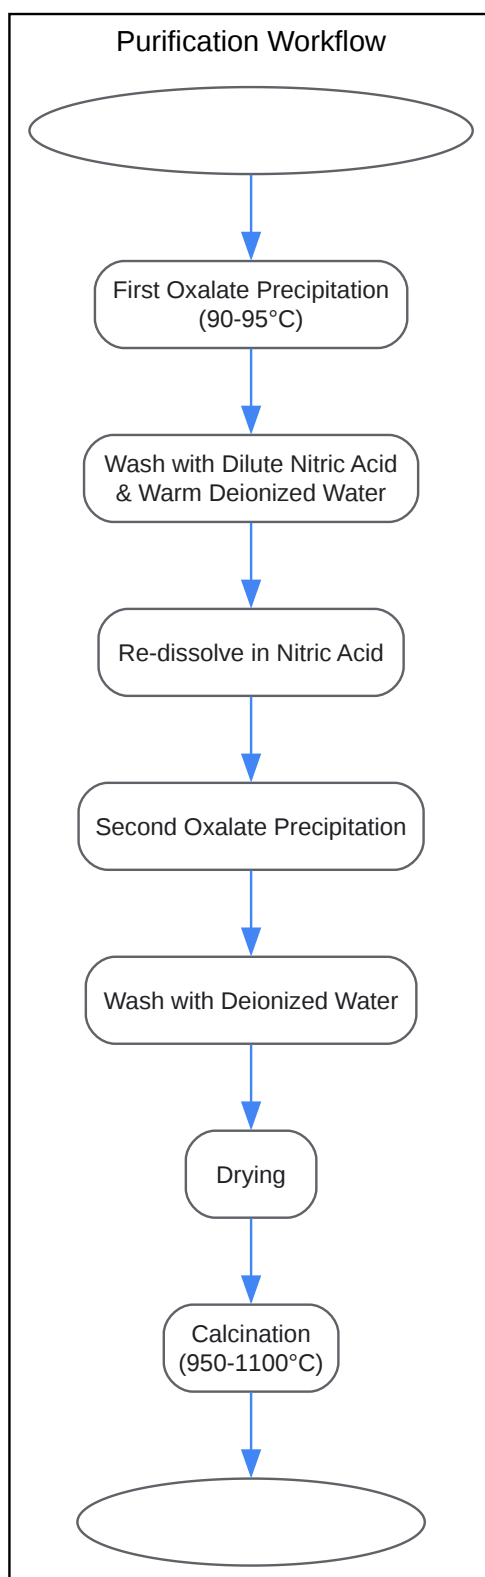 Purification Workflow
First Oxalate Precipitation
(90-95°C)
Wash with Dilute Nitric Acid
& Warm Deionized Water
Re-dissolve in Nitric Acid
Second Oxalate Precipitation
Wash with Deionized Water
Drying
Calcination
(950-1100°C)